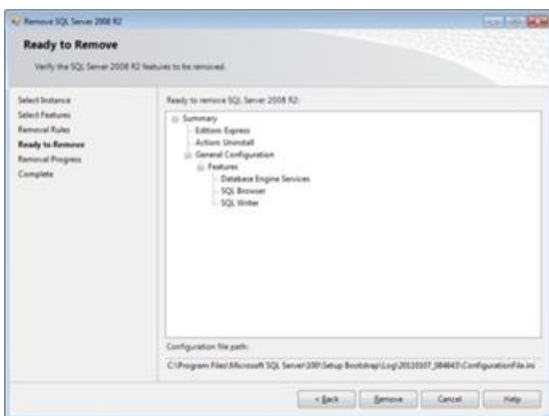 Remove SQL Server 2008 R2
Ready to Remove
Verify the SQL Server 2008 R2 features to be removed.
Select Instance
Select Features
Removal Rules
Ready to Remove
Removal Progress
Complete
Ready to remove SQL Server 2008 R2:
Summary
Edition: Express
Action: Uninstall
General Configuration
Features
Database Engine Services
SQL Browser
SQL Writer
Configuration file path:
C:\Program Files\Microsoft SQL Server\100\Setup Bootstrap\Log\20110107_084643\ConfigurationFile.ini
< Back
Remove
Cancel
Help